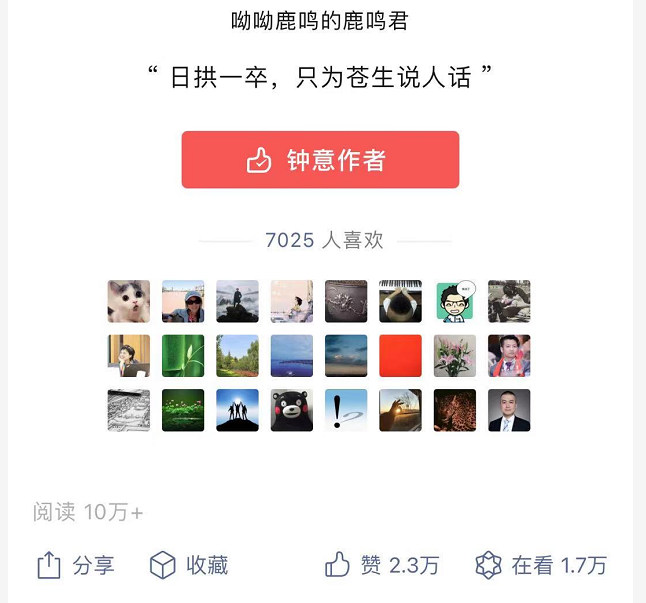 呦呦鹿鸣的鹿鸣君
“ 日拱一卒，只为苍生说人话 ”
钟意作者
7025 人喜欢
阅读 10万+
分享 收藏 赞 2.3万 在看 1.7万